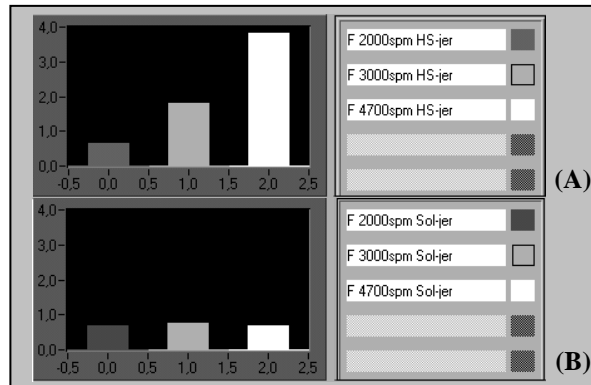 4,0
3,0
2,0
1,0
0,0
-0,5 0,0 0,5 1,0 1,5 2,0 2,5
F 2000spm HS-jer
F 3000spm HS-jer
F 4700spm HS-jer
(A)
4,0
3,0
2,0
1,0
0,0
-0,5 0,0 0,5 1,0 1,5 2,0 2,5
F 2000spm Sol-jer
F 3000spm Sol-jer
F 4700spm Sol-jer
(B)